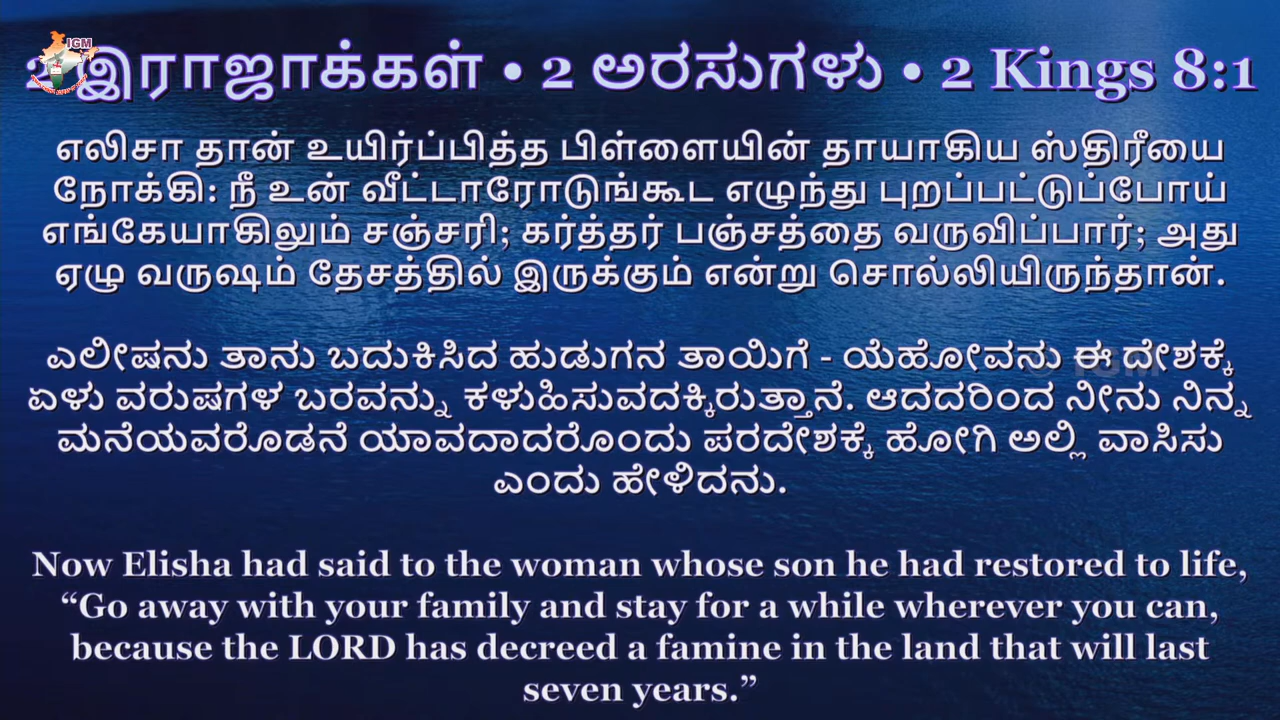 IGM
2 இராஜாக்கள் • 2 ಅರಸುಗಳು • 2 Kings 8:1
எலிசா தான் உயிர்ப்பித்த பிள்ளையின் தாயாகிய ஸ்திரீயை
நோக்கி: நீ உன் வீட்டாரோடுங்கூட எழுந்து புறப்பட்டுப்போய்
எங்கேயாகிலும் சஞ்சரி; கர்த்தர் பஞ்சத்தை வருவிப்பார்; அது
ஏழு வருஷம் தேசத்தில் இருக்கும் என்று சொல்லியிருந்தான்.
ಎಲೀಷನು ತಾನು ಬದುಕಿಸಿದ ಹುಡುಗನ ತಾಯಿಗೆ - ಯೆಹೋವನು ಈ ದೇಶಕ್ಕೆ
ಏಳು ವರುಷಗಳ ಬರವನ್ನು ಕಳುಹಿಸುವದಕ್ಕಿರುತ್ತಾನೆ. ಆದದರಿಂದ ನೀನು ನಿನ್ನ
ಮನೆಯವರೊಡನೆ ಯಾವದಾದರೊಂದು ಪರದೇಶಕ್ಕೆ ಹೋಗಿ ಅಲ್ಲಿ ವಾಸಿಸು
ಎಂದು ಹೇಳಿದನು.
© IGM
Now Elisha had said to the woman whose son he had restored to life,
“Go away with your family and stay for a while wherever you can,
because the LORD has decreed a famine in the land that will last
seven years.”